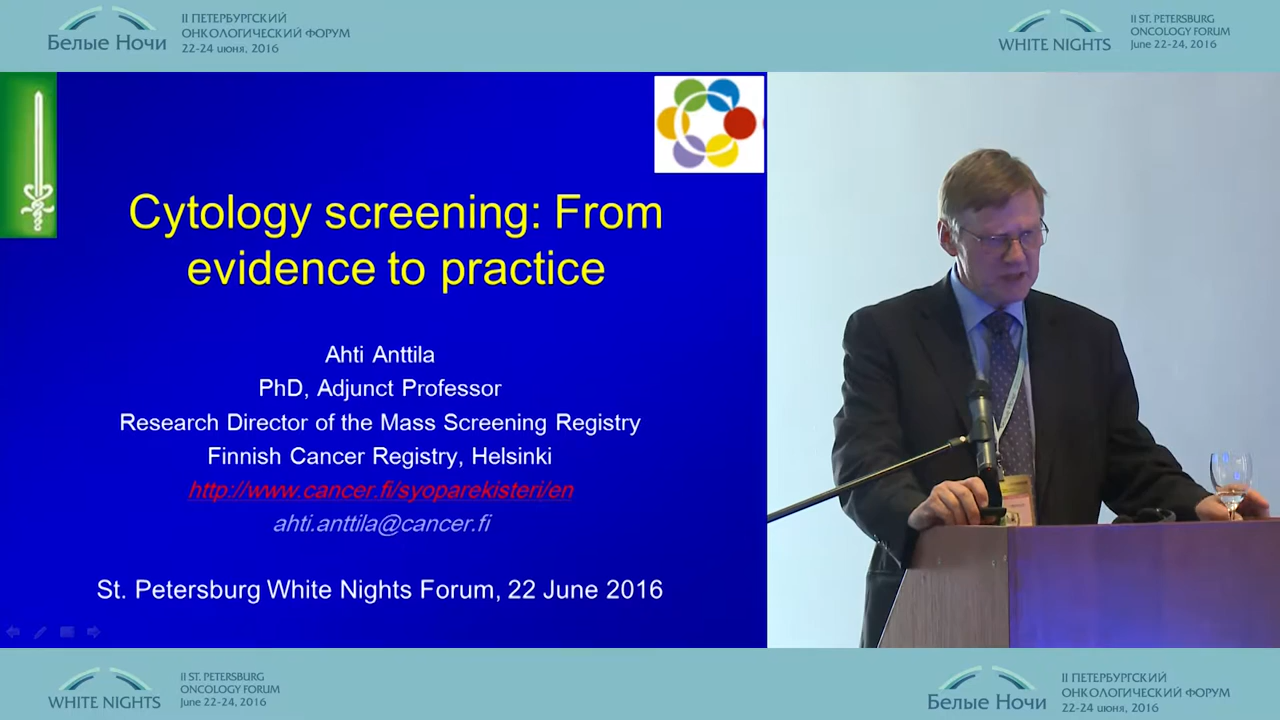 Белые Ночи
II ПЕТЕРБУРГСКИЙ
ОНКОЛОГИЧЕСКИЙ ФОРУМ
22-24 июня, 2016
WHITE NIGHTS
II ST. PETERSBURG
ONCOLOGY FORUM
June 22-24, 2016
Cytology screening: From
evidence to practice
Ahti Anttila
PhD, Adjunct Professor
Research Director of the Mass Screening Registry
Finnish Cancer Registry, Helsinki
http://www.cancer.fi/syoparekisteri/en
ahti.anttila@cancer.fi
St. Petersburg White Nights Forum, 22 June 2016
WHITE NIGHTS
II ST. PETERSBURG
ONCOLOGY FORUM
June 22-24, 2016
Белые Ночи
II ПЕТЕРБУРГСКИЙ
ОНКОЛОГИЧЕСКИЙ ФОРУМ
22-24 июня, 2016